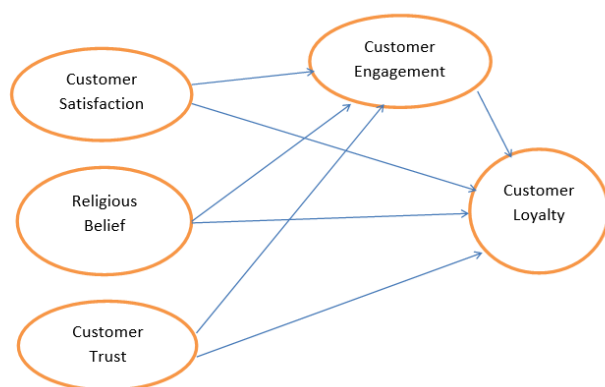 Customer
Engagement
Customer
Satisfaction
Religious
Belief
Customer
Loyalty
Customer
Trust